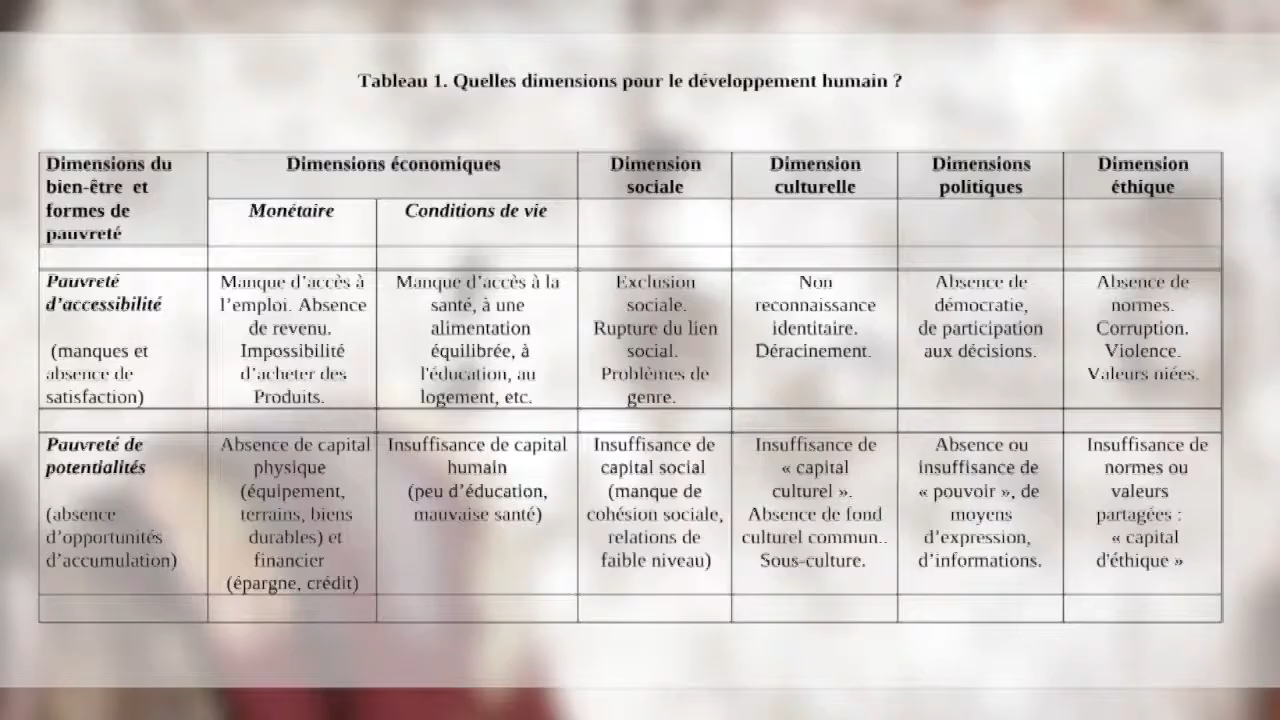 Tableau 1. Quelles dimensions pour le développement humain ?
Dimensions du
bien-être et
formes de
pauvreté
Dimensions économiques
Dimension
sociale
Dimension
culturelle
Dimensions
politiques
Dimension
éthique
Monétaire
Conditions de vie
Pauvreté
d'accessibilité
(manques et
absence de
satisfaction)
Manque d'accès à
l'emploi. Absence
de revenu.
Impossibilité
d'acheter des
Produits.
Manque d'accès à la
santé, à une
alimentation
équilibrée, à
l'éducation, au
logement, etc.
Exclusion
sociale.
Rupture du lien
social.
Problèmes de
genre.
Non
reconnaissance
identitaire.
Déracinement.
Absence de
démocratie,
de participation
aux décisions.
Absence de
normes.
Corruption.
Violence.
Valeurs niées.
Pauvreté de
potentialités
(absence
d'opportunités
d'accumulation)
Absence de capital
physique
(équipement,
terrains, biens
durables) et
financier
(épargne, crédit)
Insuffisance de capital
humain
(peu d'éducation,
mauvaise santé)
Insuffisance de
capital social
(manque de
cohésion sociale,
relations de
faible niveau)
Insuffisance de
« capital
culturel ».
Absence de fond
culturel commun..
Sous-culture.
Absence ou
insuffisance de
« pouvoir », de
moyens
d'expression,
d'informations.
Insuffisance de
normes ou
valeurs
partagées :
« capital
d'éthique »